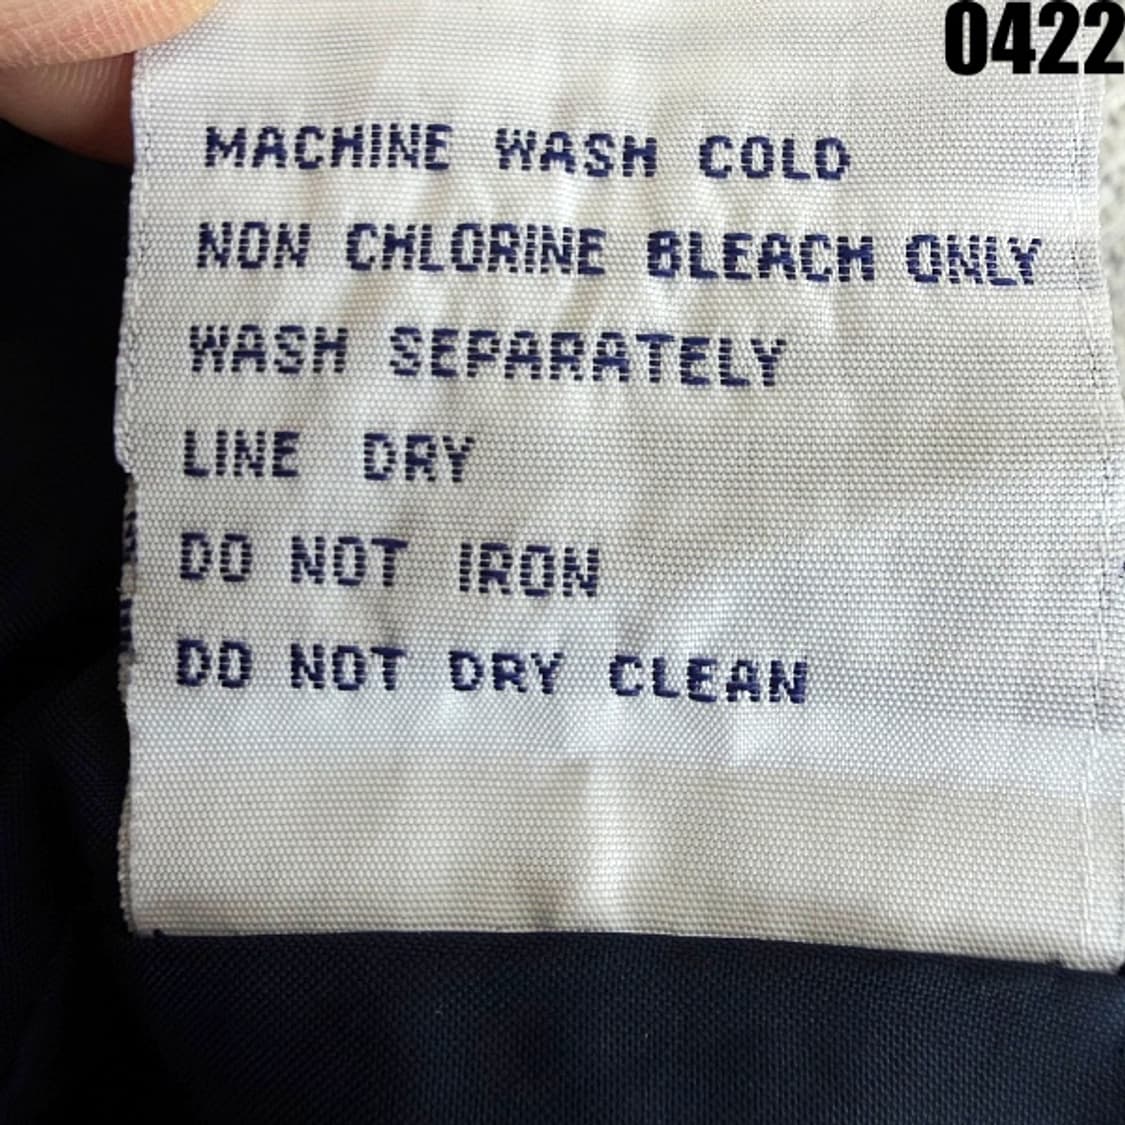 0422
MACHINE WASH COLD
NON CHLORINE BLEACH ONLY
WASH SEPARATELY
LINE DRY
DO NOT IRON
DO NOT DRY CLEAN